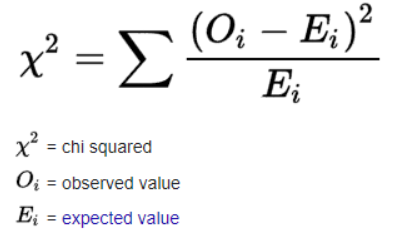 χ² = ∑ (Oᵢ − Eᵢ)² / Eᵢ
χ² = chi squared
Oᵢ = observed value
Eᵢ = expected value